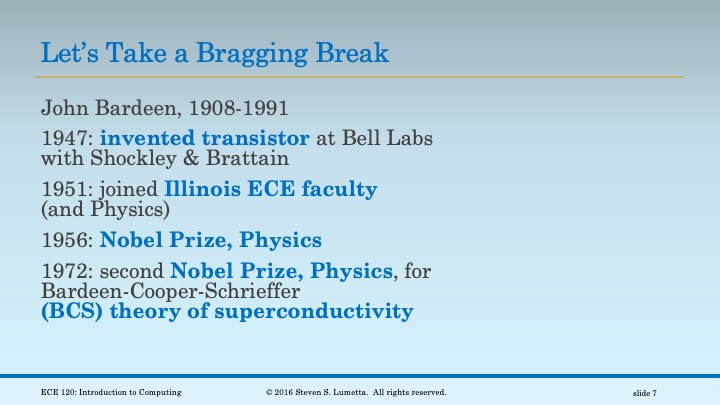 Let’s Take a Bragging Break
John Bardeen, 1908-1991
1947: invented transistor at Bell Labs
with Shockley & Brattain
1951: joined Illinois ECE faculty
(and Physics)
1956: Nobel Prize, Physics
1972: second Nobel Prize, Physics, for
Bardeen-Cooper-Schrieffer
(BCS) theory of superconductivity
ECE 120: Introduction to Computing © 2016 Steven S. Lumetta. All rights reserved. slide 7